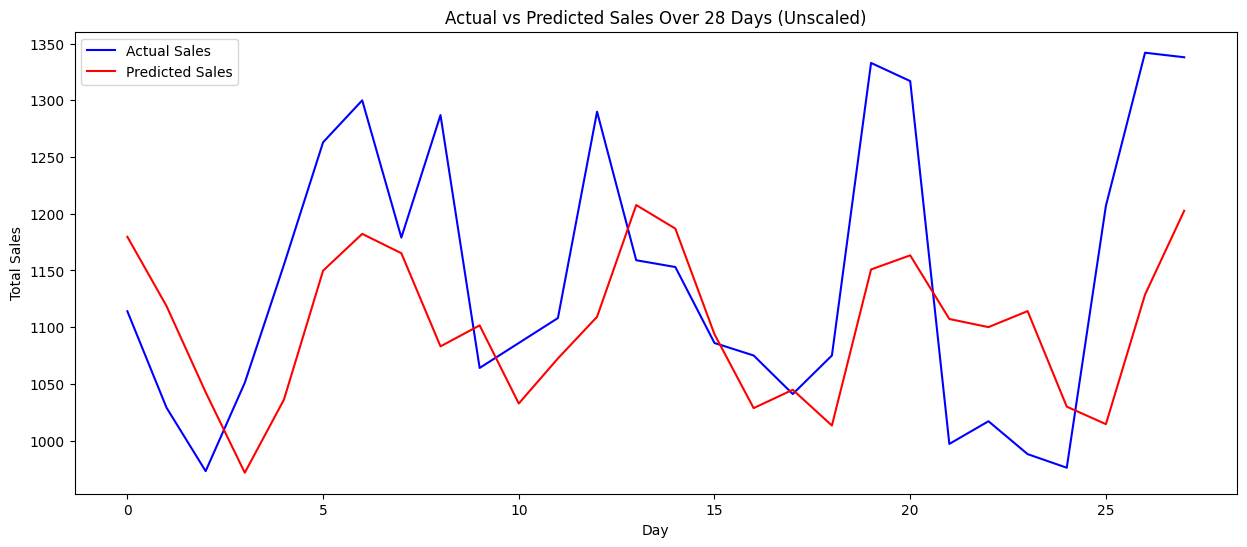 Actual vs Predicted Sales Over 28 Days (Unscaled)
Actual Sales
Predicted Sales
Total Sales
1350
1300
1250
1200
1150
1100
1050
1000
0 5 10 15 20 25
Day